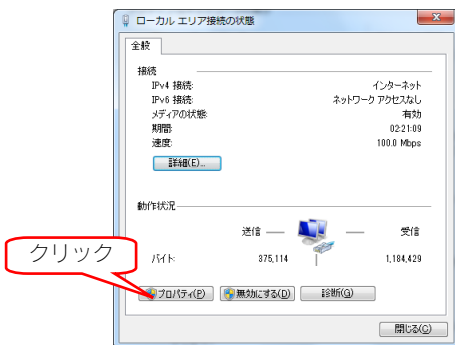 ローカル エリア接続の状態
全般
接続
IPv4 接続: インターネット
IPv6 接続: ネットワーク アクセスなし
メディアの状態: 有効
期間: 02:21:09
速度: 100.0 Mbps
詳細(E)...
動作状況
送信 — — 受信
バイト: 375,114 1,184,429
クリック
プロパティ(P) 無効にする(D) 診断(G)
閉じる(C)